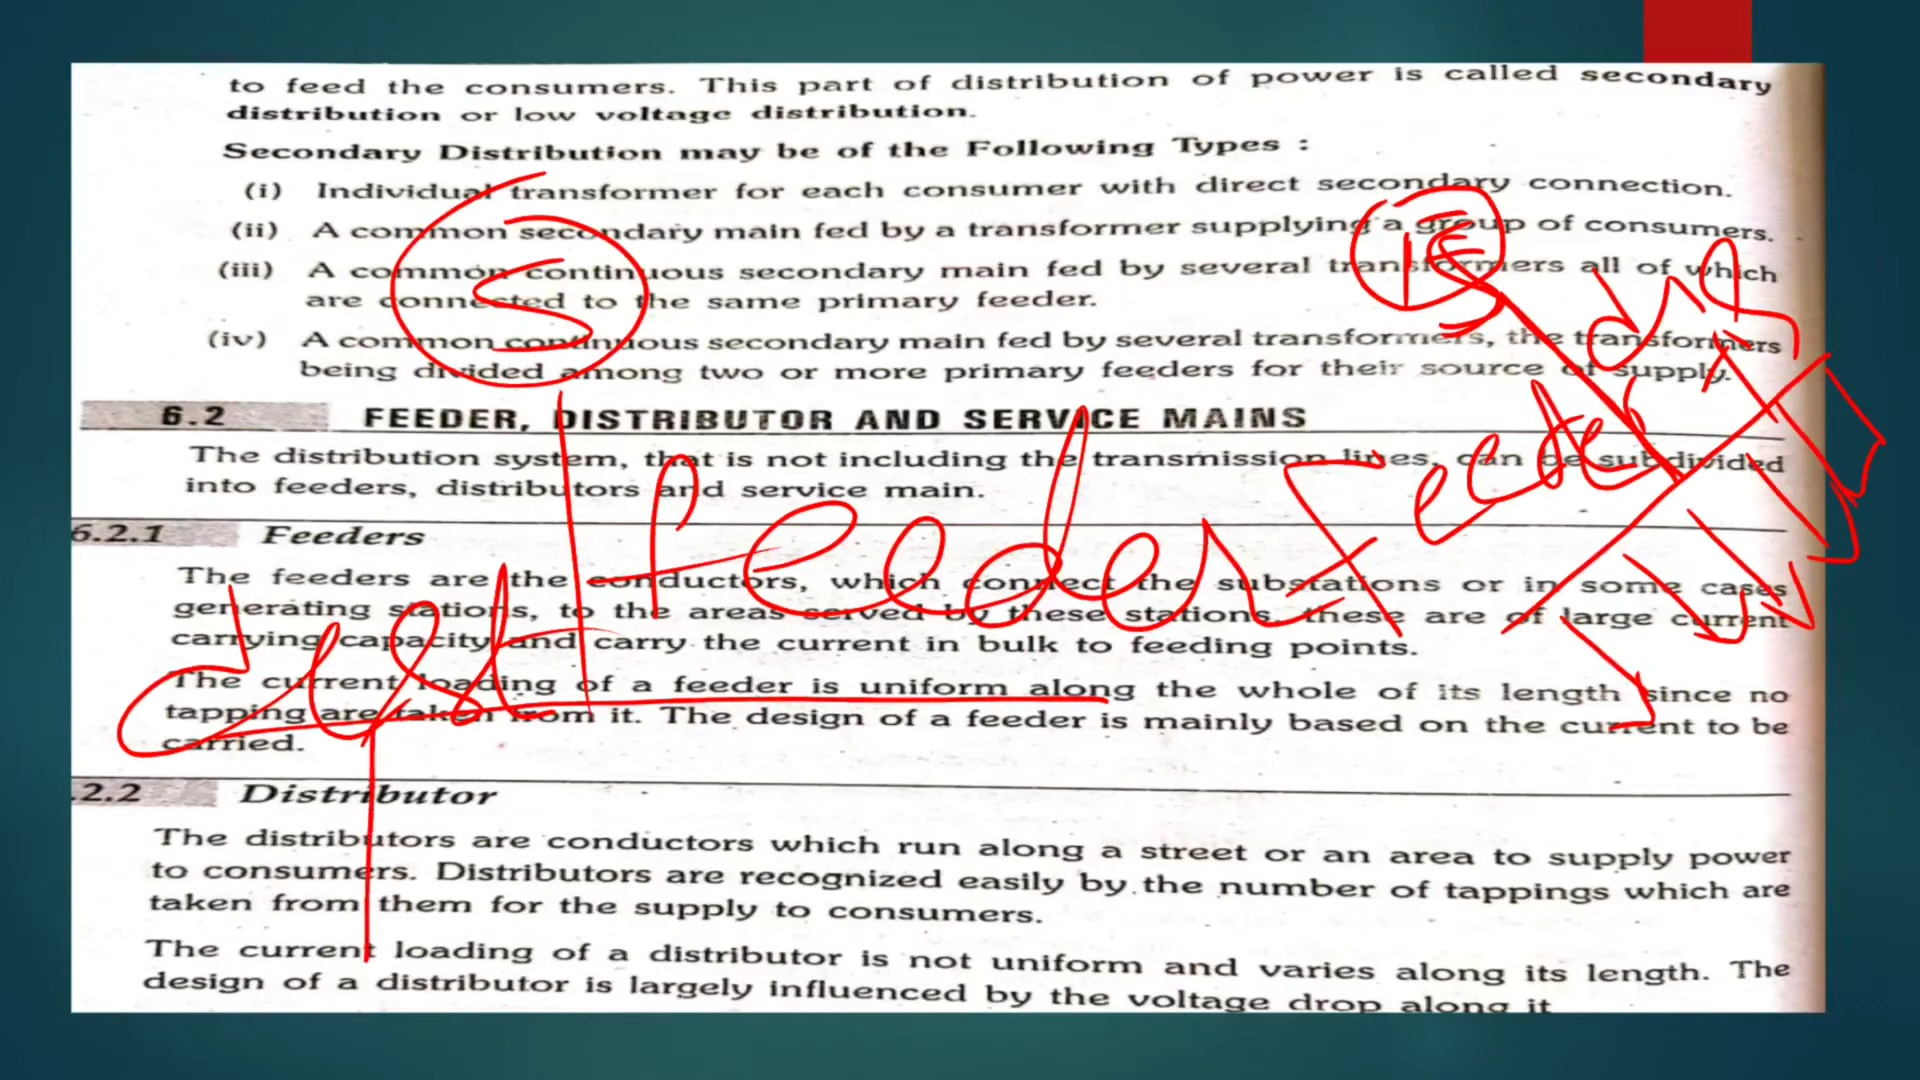 to feed the consumers. This part of distribution of power is called secondary
distribution or low voltage distribution.
Secondary Distribution may be of the Following Types :
(i) Individual transformer for each consumer with direct secondary connection.
(ii) A common secondary main fed by a transformer supplying a group of consumers.
(iii) A common continuous secondary main fed by several transformers all of which
are connected to the same primary feeder.
(iv) A common continuous secondary main fed by several transformers, the transformers
being divided among two or more primary feeders for their source of supply.
6.2 FEEDER, DISTRIBUTOR AND SERVICE MAINS
The distribution system, that is not including the transmission lines, can be subdivided
into feeders, distributors and service main.
6.2.1 Feeders
The feeders are the conductors, which connect the substations or in some cases
generating stations, to the areas served by these stations, these are of large current
carrying capacity and carry the current in bulk to feeding points.
The current loading of a feeder is uniform along the whole of its length since no
tapping are taken from it. The design of a feeder is mainly based on the current to be
carried.
.2.2 Distributor
The distributors are conductors which run along a street or an area to supply power
to consumers. Distributors are recognized easily by the number of tappings which are
taken from them for the supply to consumers.
The current loading of a distributor is not uniform and varies along its length. The
design of a distributor is largely influenced by the voltage drop along it
S
feeders